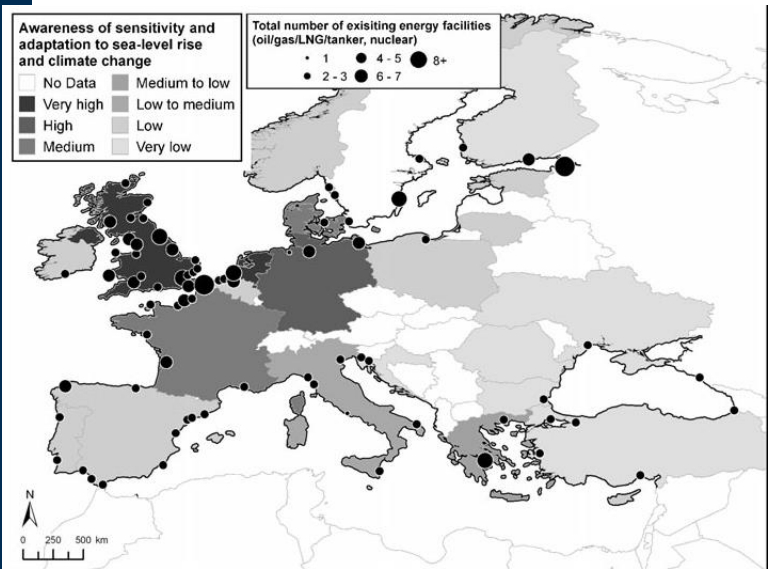 Awareness of sensitivity and
adaptation to sea-level rise
and climate change
No Data
Very high
High
Medium
Medium to low
Low to medium
Low
Very low
Total number of exisiting energy facilities
(oil/gas/LNG/tanker, nuclear)
1
2 - 3
4 - 5
6 - 7
8+
N
0 250 500 km